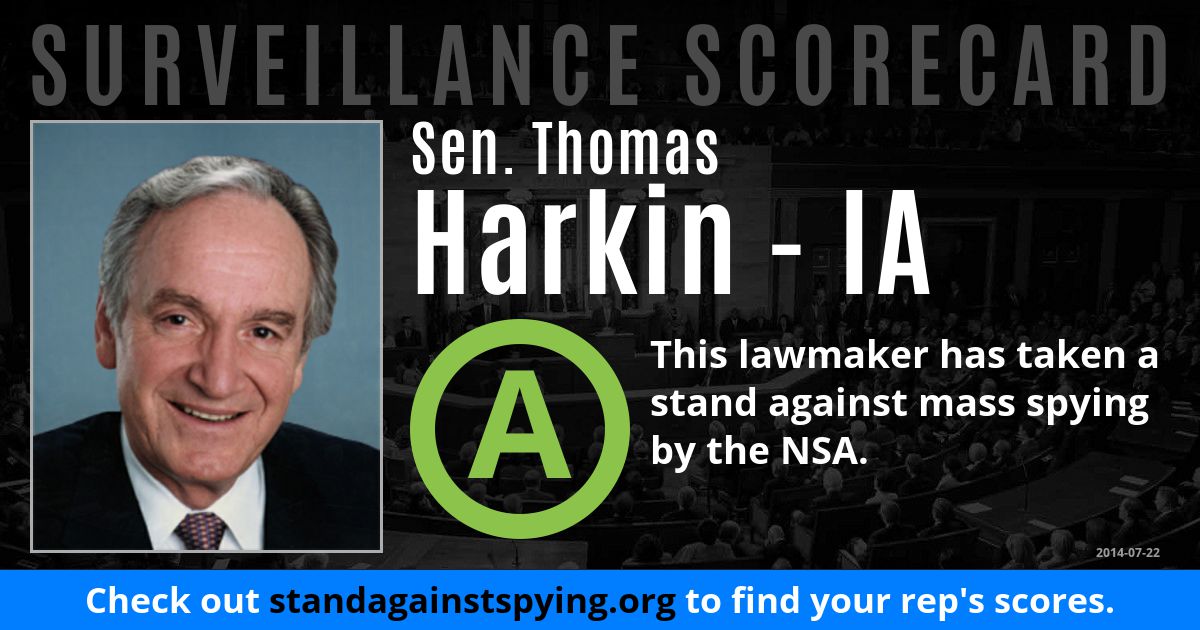 SURVEILLANCE SCORECARD
Sen. Thomas
Harkin - IA
A
This lawmaker has taken a
stand against mass spying
by the NSA.
2014-07-22
Check out standagainstspying.org to find your rep's scores.